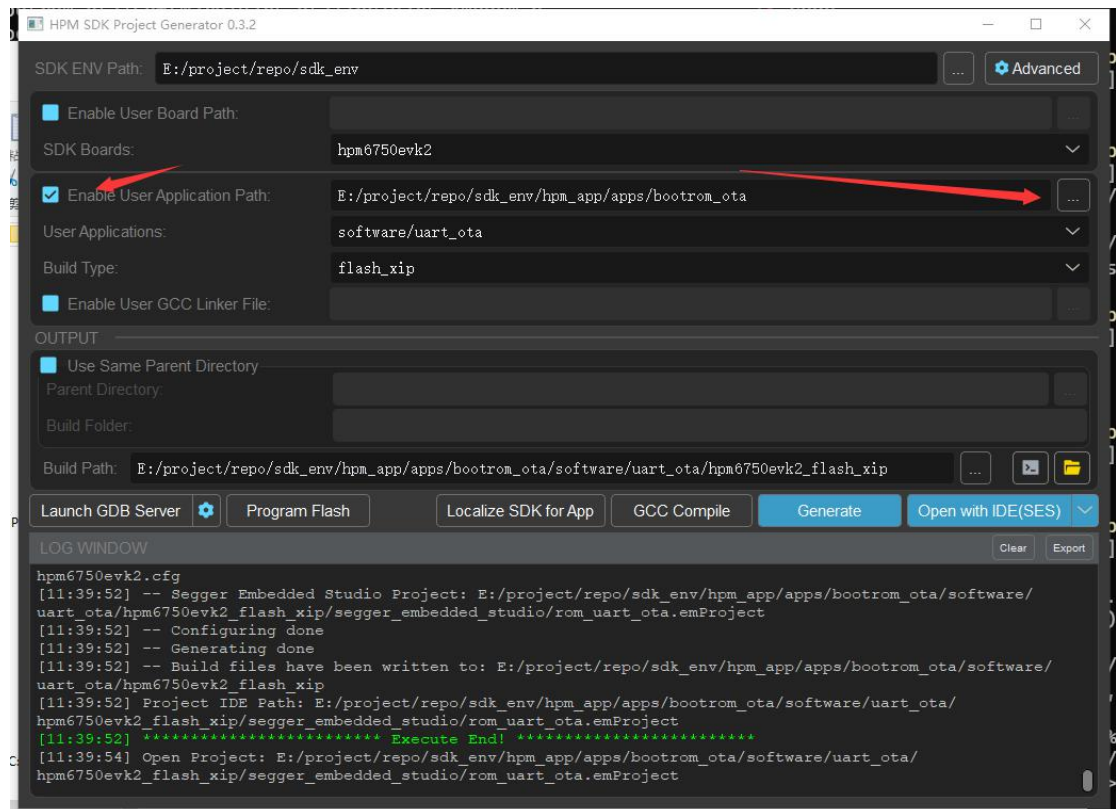 HPM SDK Project Generator 0.3.2
SDK ENV Path: E:/project/repo/sdk_env ... Advanced
Enable User Board Path: ...
SDK Boards: hpm6750evk2
Enable User Application Path: E:/project/repo/sdk_env/hpm_app/apps/bootrom_ota ...
User Applications: software/uart_ota
Build Type: flash_xip
Enable User GCC Linker File: ...
OUTPUT
Use Same Parent Directory
Parent Directory: ...
Build Folder:
Build Path: E:/project/repo/sdk_env/hpm_app/apps/bootrom_ota/software/uart_ota/hpm6750evk2_flash_xip ...
Launch GDB Server Program Flash Localize SDK for App GCC Compile Generate Open with IDE(SES)
LOG WINDOW Clear Export
hpm6750evk2.cfg
[11:39:52] -- Segger Embedded Studio Project: E:/project/repo/sdk_env/hpm_app/apps/bootrom_ota/software/
uart_ota/hpm6750evk2_flash_xip/segger_embedded_studio/rom_uart_ota.emProject
[11:39:52] -- Configuring done
[11:39:52] -- Generating done
[11:39:52] -- Build files have been written to: E:/project/repo/sdk_env/hpm_app/apps/bootrom_ota/software/
uart_ota/hpm6750evk2_flash_xip
[11:39:52] Project IDE Path: E:/project/repo/sdk_env/hpm_app/apps/bootrom_ota/software/uart_ota/
hpm6750evk2_flash_xip/segger_embedded_studio/rom_uart_ota.emProject
[11:39:52] ************************ Execute End! ************************
[11:39:54] Open Project: E:/project/repo/sdk_env/hpm_app/apps/bootrom_ota/software/uart_ota/
hpm6750evk2_flash_xip/segger_embedded_studio/rom_uart_ota.emProject